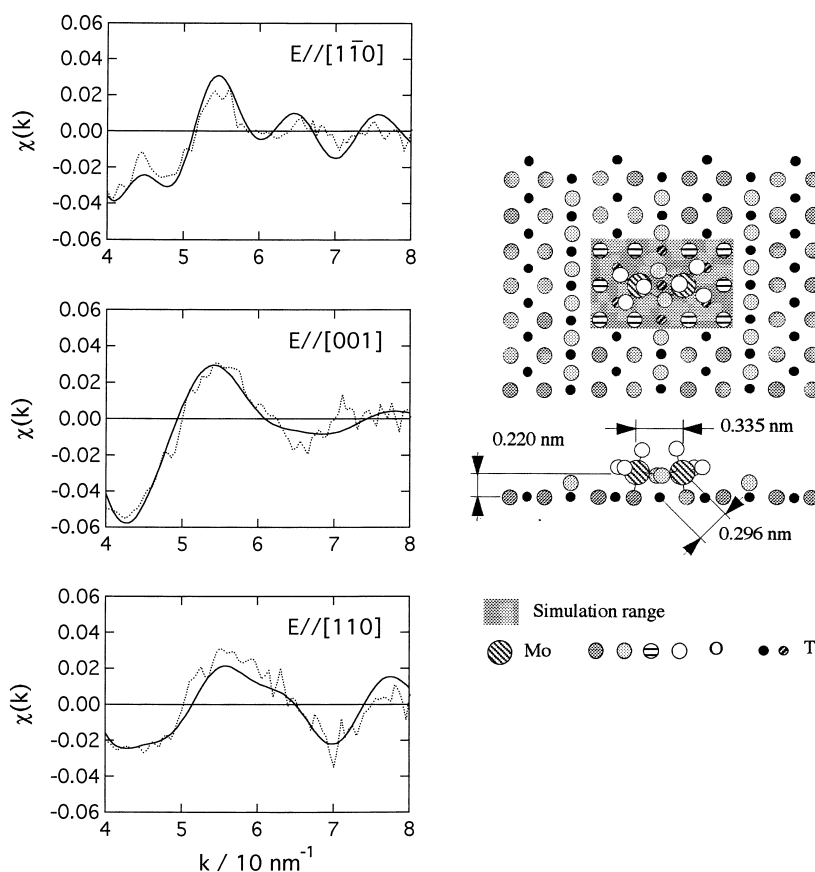 0.06
0.04
0.02
0.00
-0.02
-0.04
-0.06
χ(k)
E//[11̄0]
4 5 6 7 8
0.06
0.04
0.02
0.00
-0.02
-0.04
-0.06
χ(k)
E//[001]
4 5 6 7 8
0.06
0.04
0.02
0.00
-0.02
-0.04
-0.06
χ(k)
E//[110]
4 5 6 7 8
k / 10 nm⁻¹
0.220 nm
0.335 nm
0.296 nm
Simulation range
Mo O T